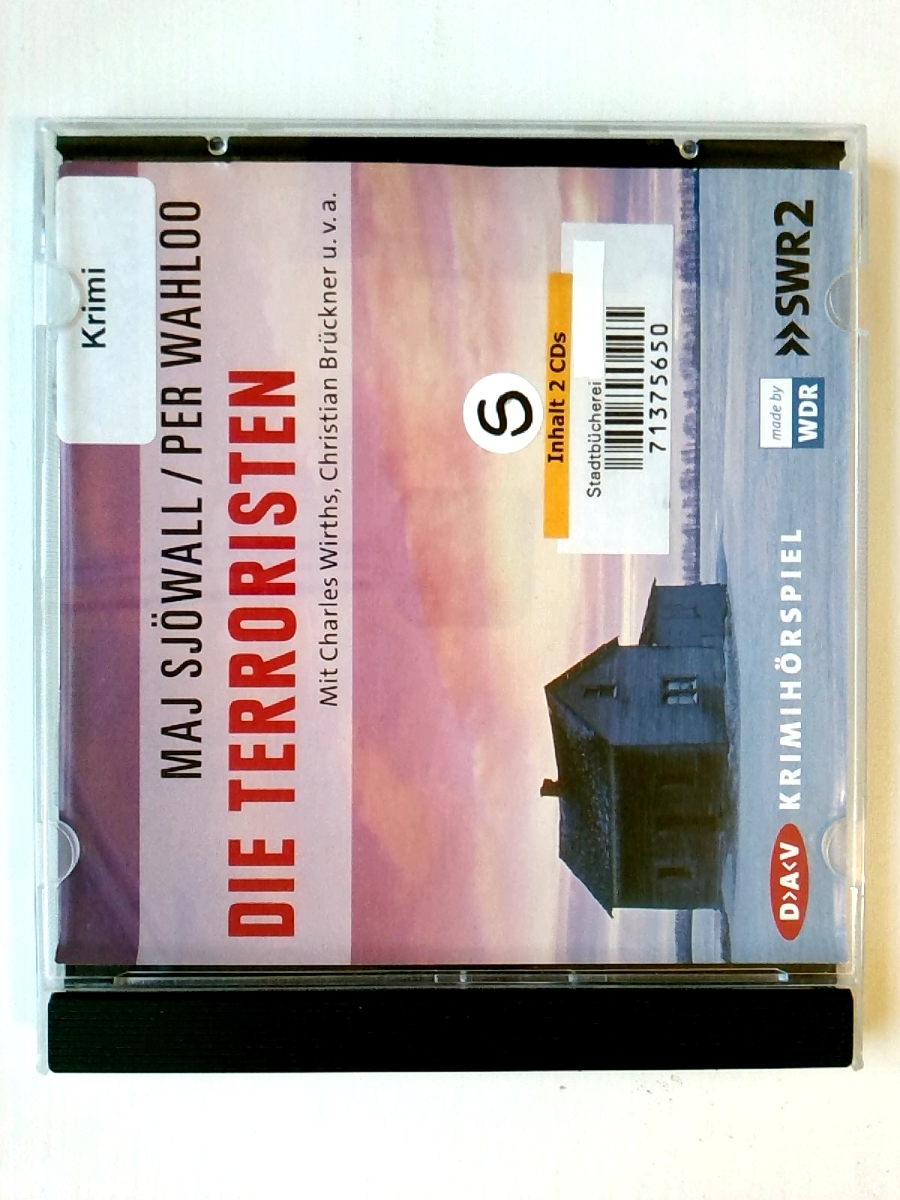 Krimi
MAJ SJÖWALL / PER WAHLÖÖ
DIE TERRORISTEN
Mit Charles Wirths, Christian Brückner u. v. a.
S
Inhalt 2 CDs
Stadtbücherei
71375650
made by
WDR
SWR2
D>A<V KRIMIHÖRSPIEL